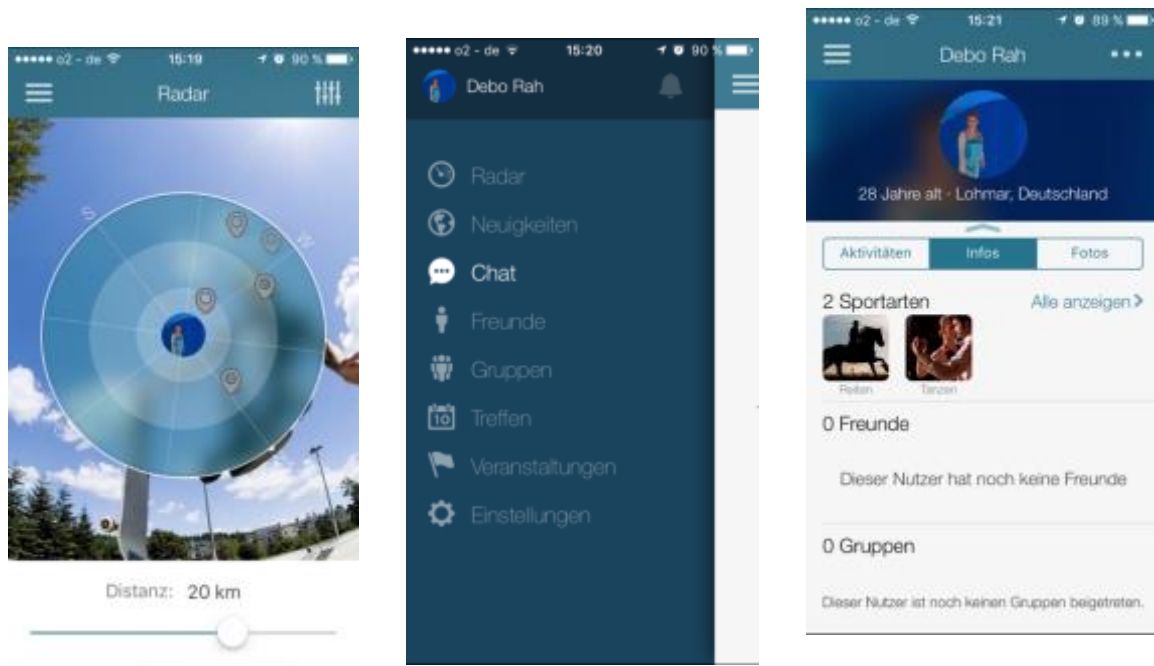 o2 - de 15:19 90 %
Radar
S
W
Distanz: 20 km
o2 - de 15:20 90 %
Debo Rah
Radar
Neuigkeiten
Chat
Freunde
Gruppen
10 Treffen
Veranstaltungen
Einstellungen
o2 - de 15:21 89 %
Debo Rah
28 Jahre alt - Lohmar, Deutschland
Aktivitäten Infos Fotos
2 Sportarten Alle anzeigen
Reiten Tanzen
0 Freunde
Dieser Nutzer hat noch keine Freunde
0 Gruppen
Dieser Nutzer ist noch keinen Gruppen beigetreten.